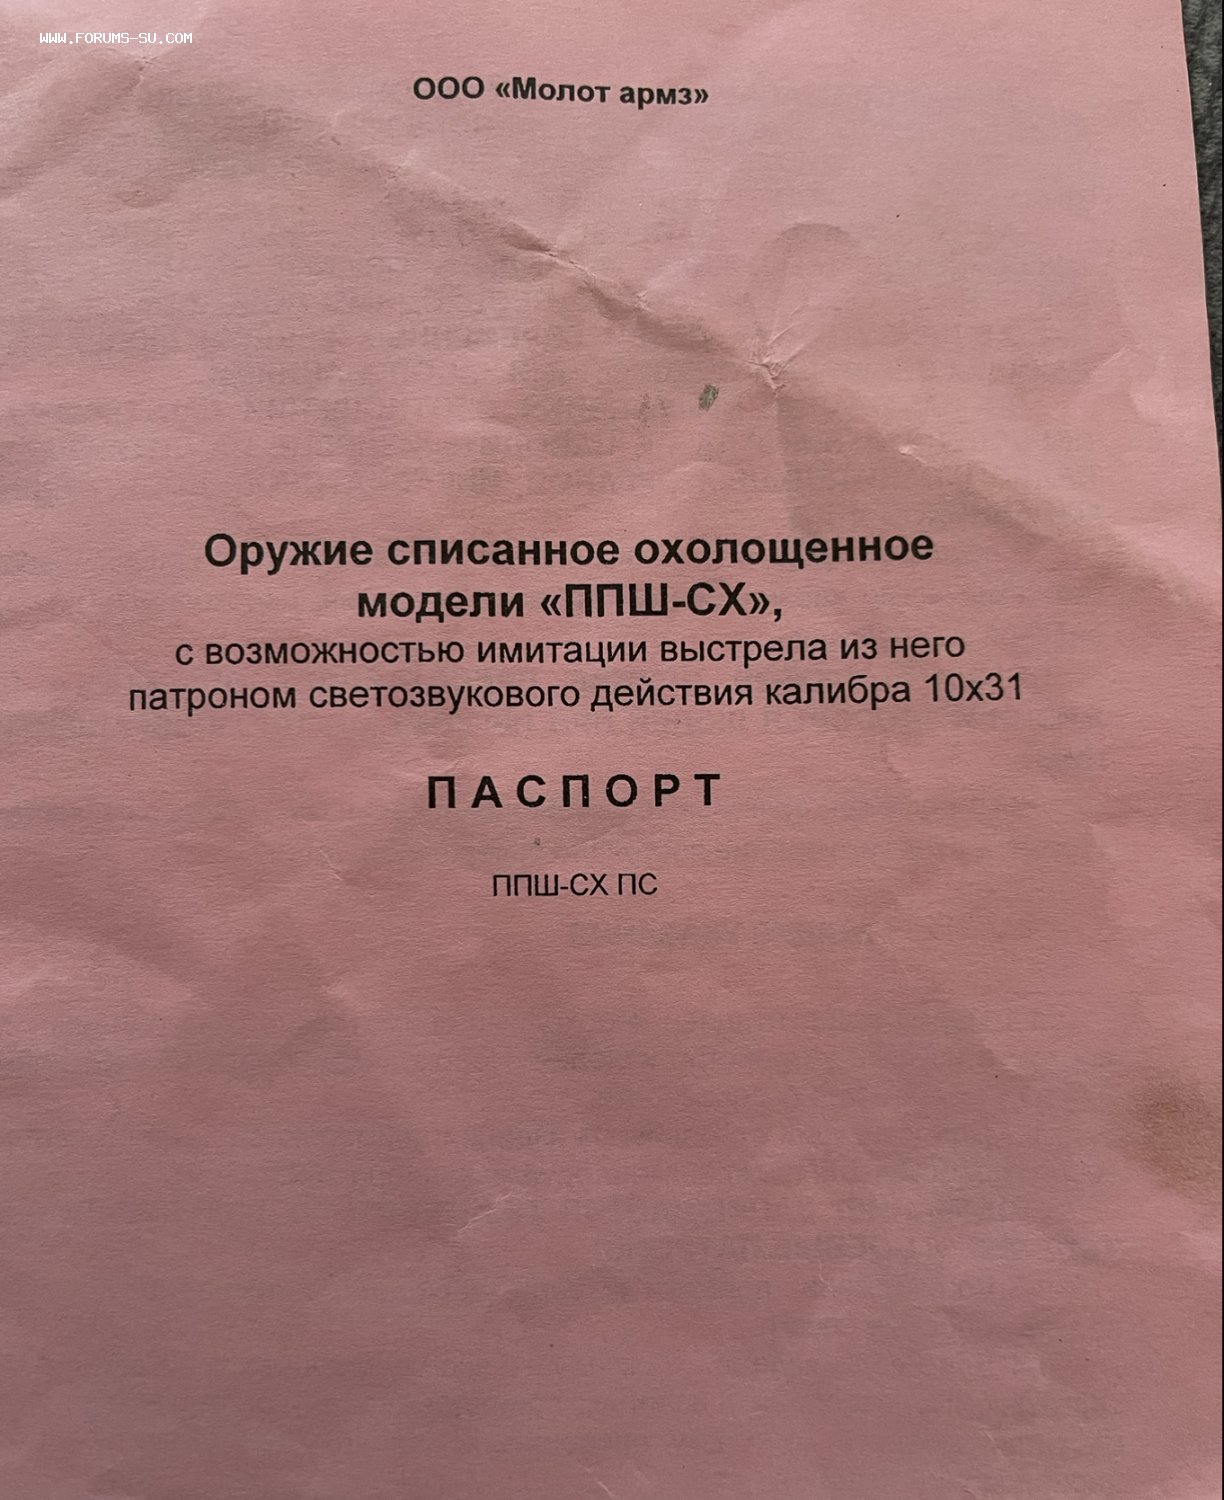 WWW.FORUMS-SU.COM
ООО «Молот армз»
Оружие списанное охолощенное
модели «ППШ-СХ»,
с возможностью имитации выстрела из него
патроном светозвукового действия калибра 10х31
ПАСПОРТ
ППШ-СХ ПС